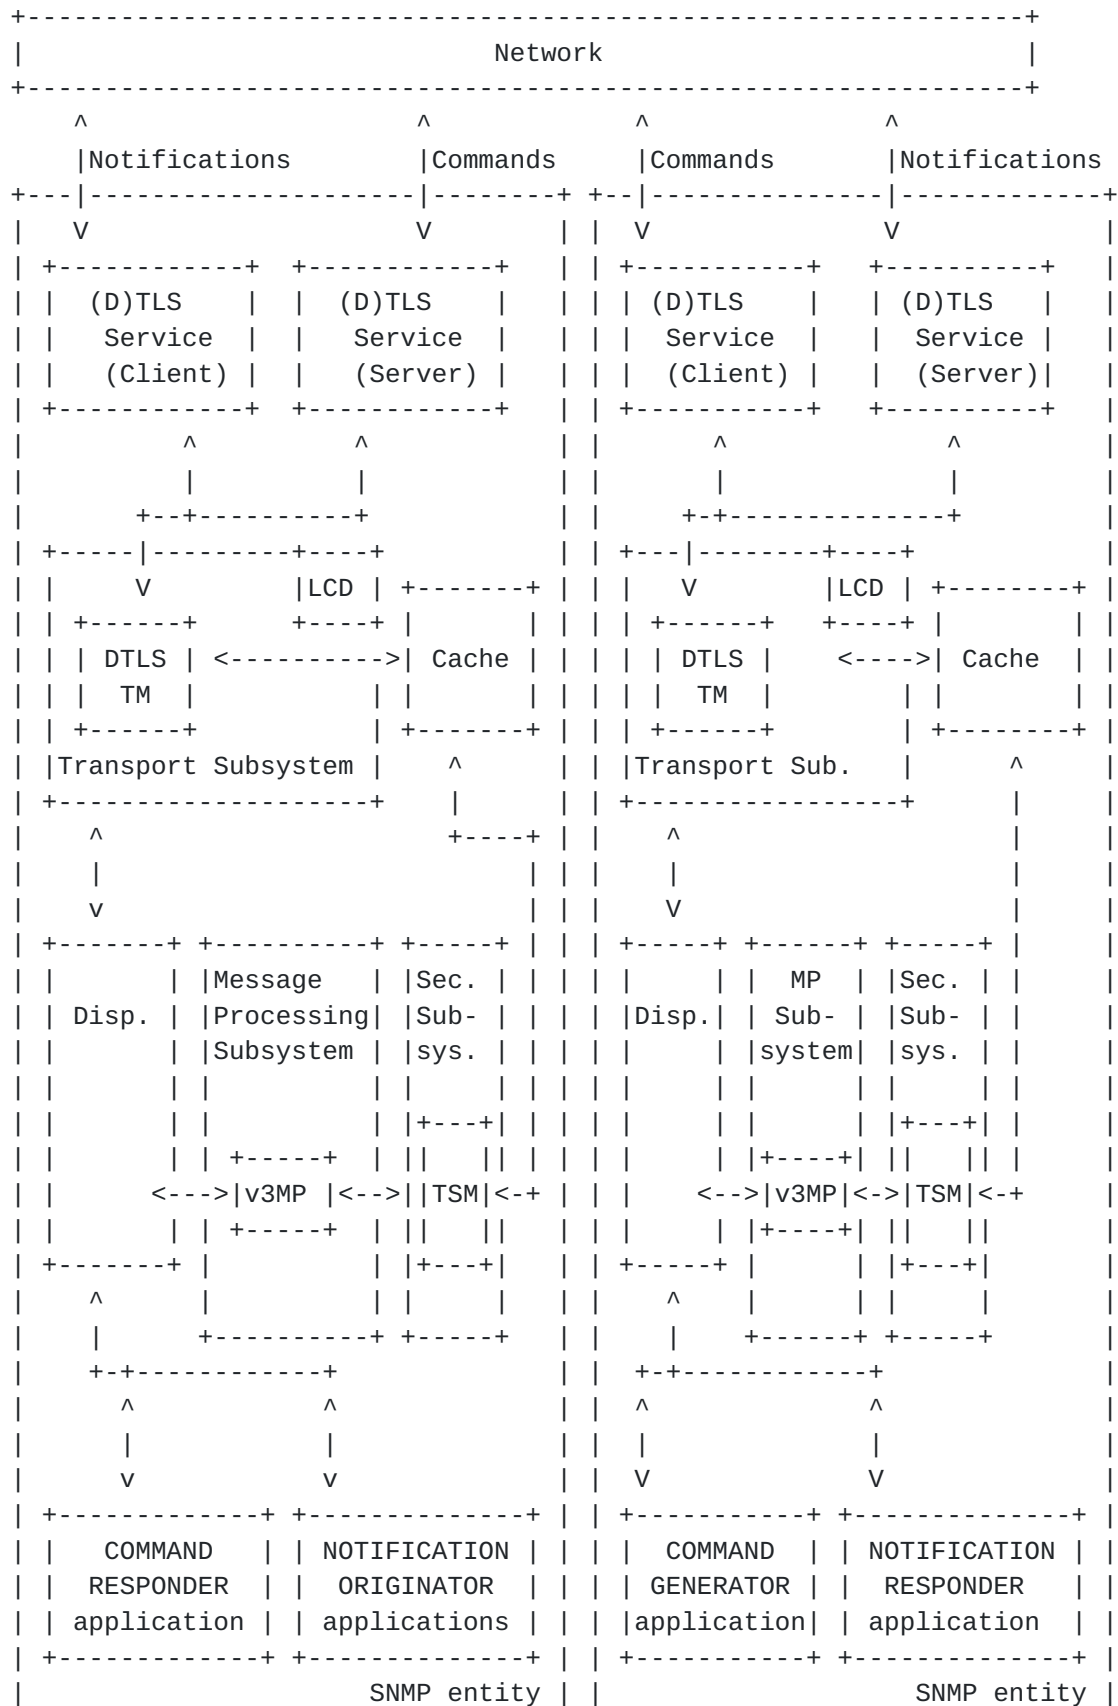 Network
Notifications Commands Commands Notifications
(D)TLS (D)TLS (D)TLS (D)TLS
Service Service Service Service
(Client) (Server) (Client) (Server)
LCD LCD
DTLS Cache DTLS Cache
TM TM
Transport Subsystem Transport Sub.
Message Sec. MP Sec.
Disp. Processing Sub- Disp. Sub- Sub-
Subsystem sys. system sys.
v3MP TSM v3MP TSM
COMMAND NOTIFICATION COMMAND NOTIFICATION
RESPONDER ORIGINATOR GENERATOR RESPONDER
application applications application application
SNMP entity SNMP entity